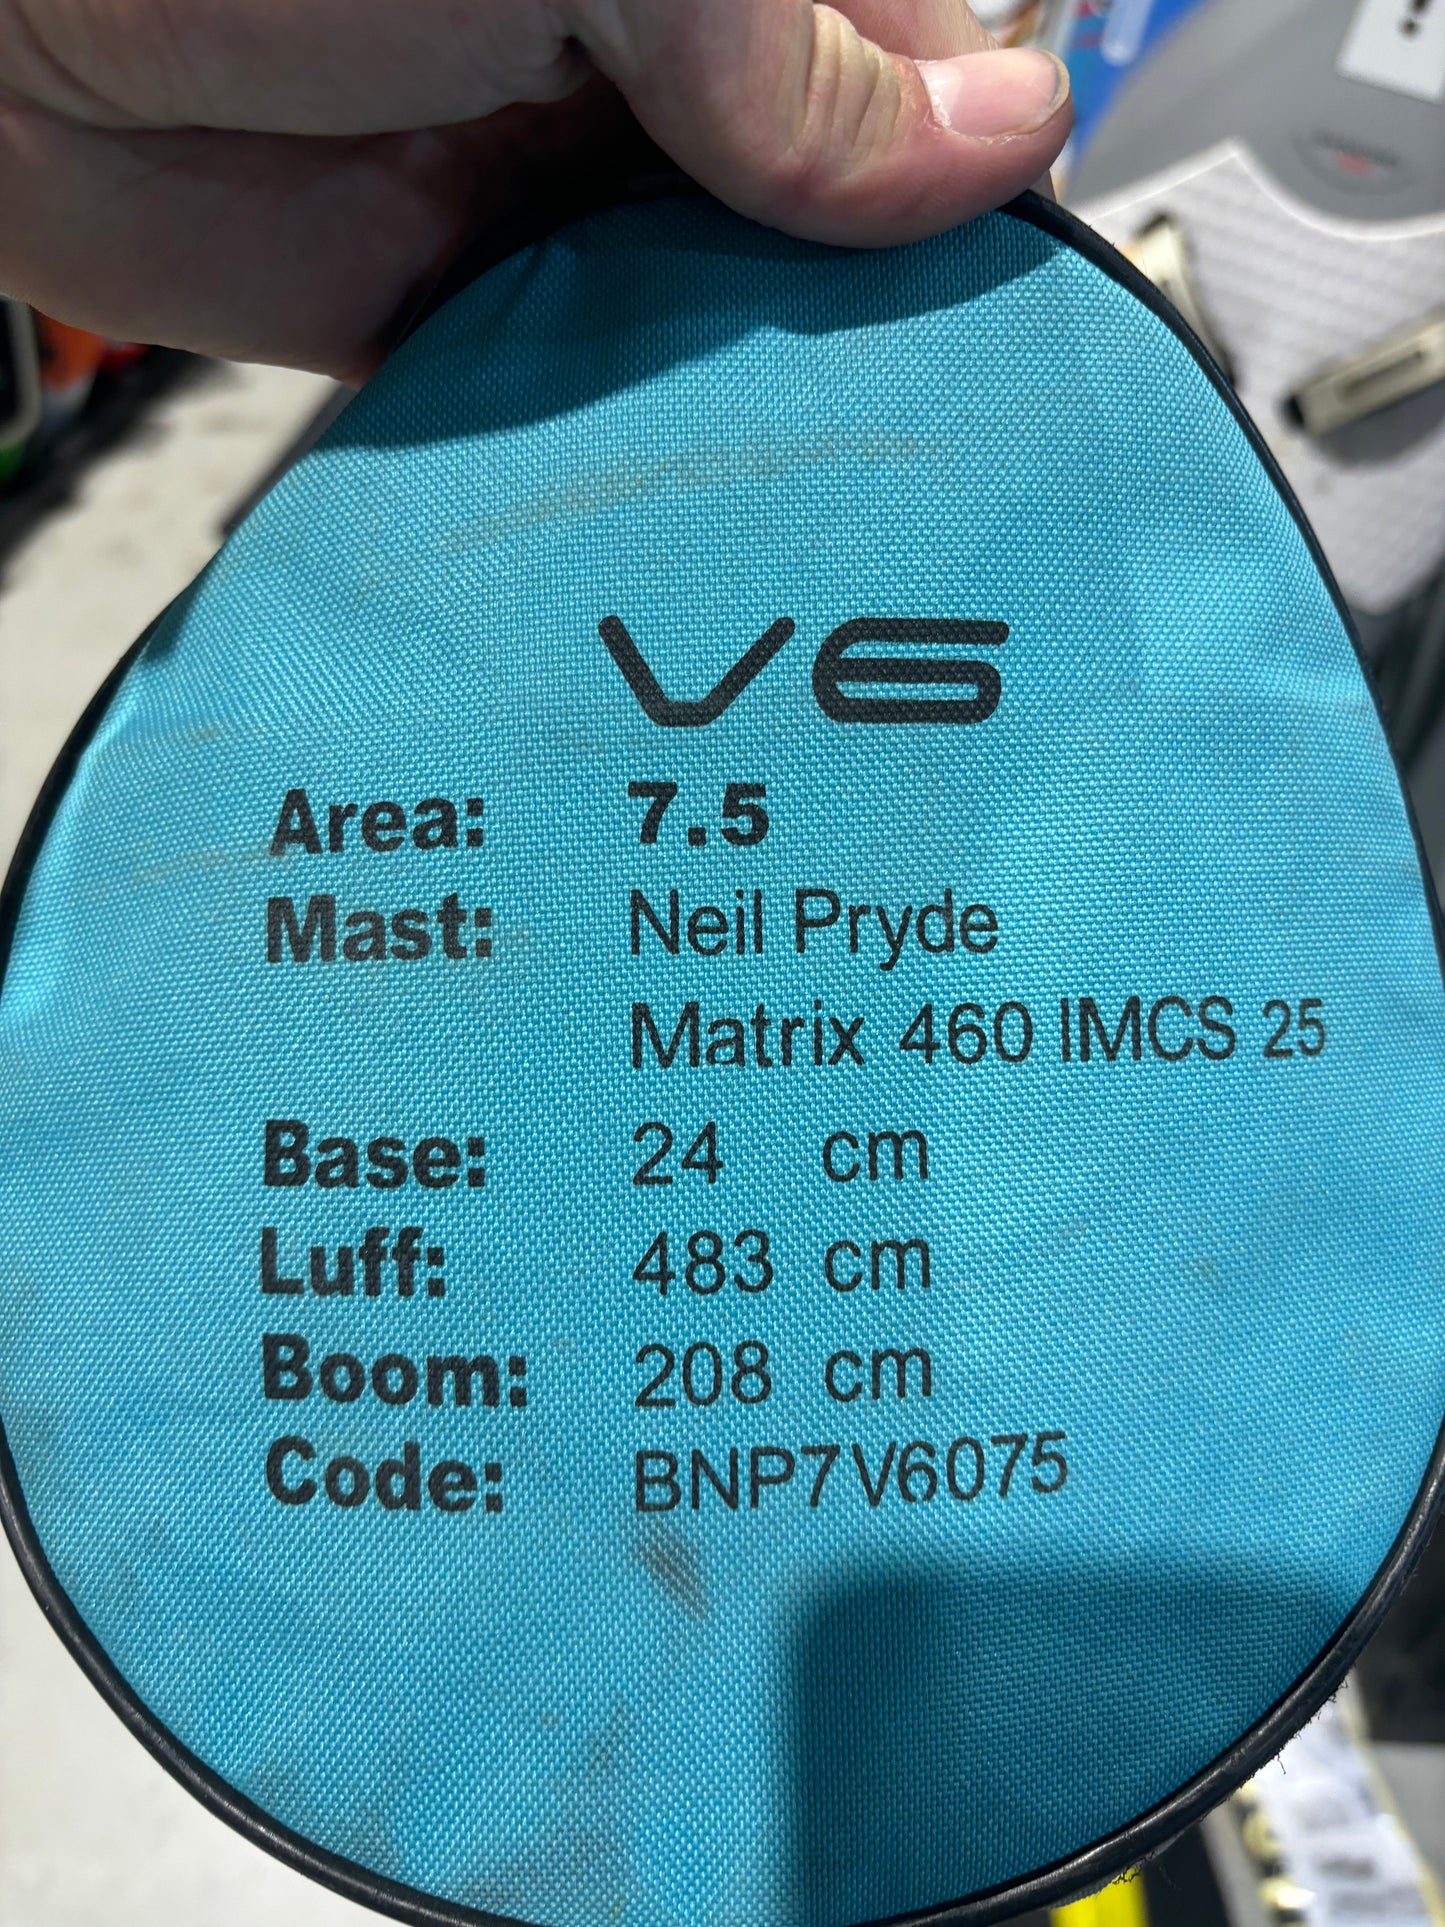 V6
Area: 7.5
Mast: Neil Pryde
Matrix 460 IMCS 25
Base: 24 cm
Luff: 483 cm
Boom: 208 cm
Code: BNP7V6075